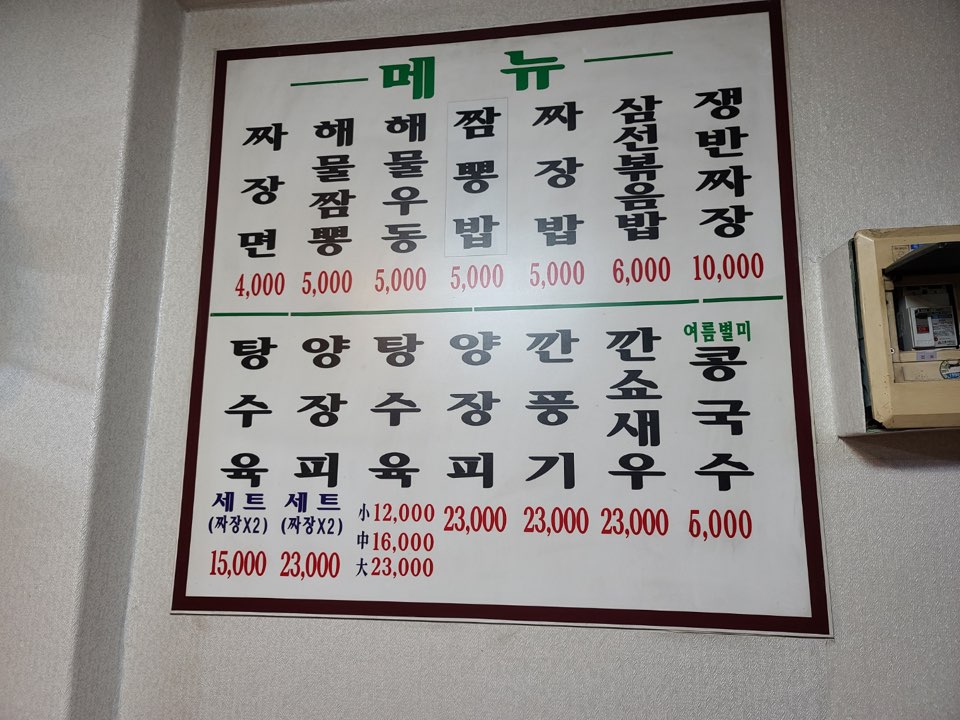 메뉴
짜장면
4,000
해물짬뽕
5,000
해물우동
5,000
짬뽕밥
5,000
짜장밥
5,000
삼선볶음밥
6,000
쟁반짜장
10,000
탕수육
세트
(짜장X2)
15,000
양장피
세트
(짜장X2)
23,000
탕수육
小 12,000
中 16,000
大 23,000
양장피
23,000
깐풍기
23,000
깐쇼새우
23,000
여름별미
콩국수
5,000